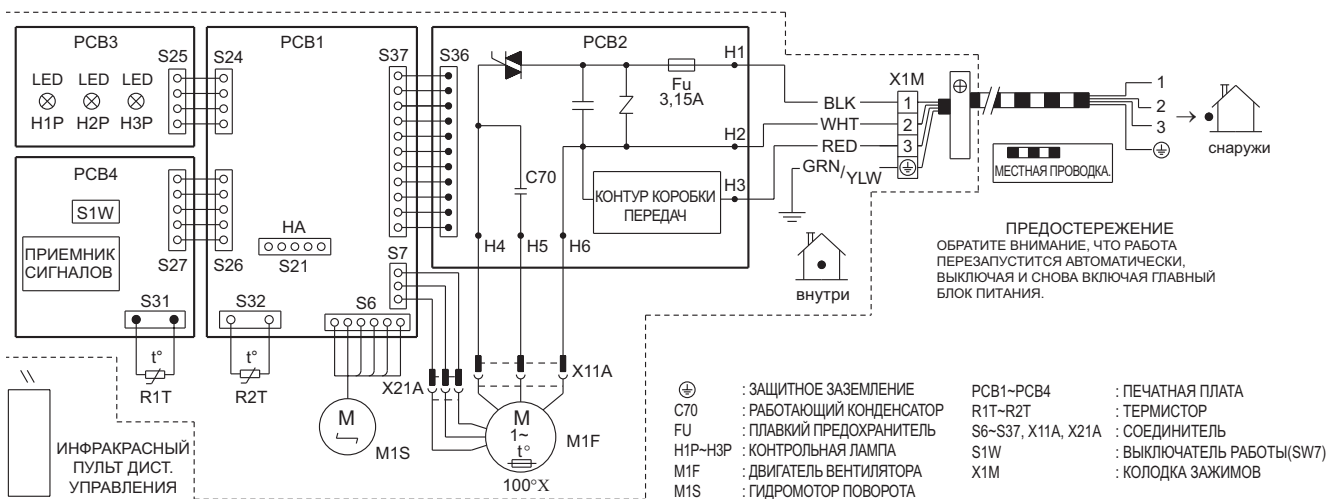 PCB3
LED LED LED
H1P H2P H3P
S25
S24
PCB1
S37
S36
PCB2
H1
Fu
3,15A
H2
H3
C70
КОНТУР КОРОБКИ
ПЕРЕДАЧ
H4
H5
H6
BLK
WHT
RED
GRN/YLW
X1M
1
2
3
1
2
3
снаружи
МЕСТНАЯ ПРОВОДКА.
PCB4
S1W
ПРИЕМНИК
СИГНАЛОВ
S27
S26
HA
S21
S7
S31
S32
S6
t°
R1T
t°
R2T
M
M1S
X21A
X11A
M
1~
t°
M1F
100°X
внутри
ПРЕДОСТЕРЕЖЕНИЕ
ОБРАТИТЕ ВНИМАНИЕ, ЧТО РАБОТА
ПЕРЕЗАПУСТИТСЯ АВТОМАТИЧЕСКИ,
ВЫКЛЮЧАЯ И СНОВА ВКЛЮЧАЯ ГЛАВНЫЙ
БЛОК ПИТАНИЯ.
ИНФРАКРАСНЫЙ
ПУЛЬТ ДИСТ.
УПРАВЛЕНИЯ
: ЗАЩИТНОЕ ЗАЗЕМЛЕНИЕ
C70 : РАБОТАЮЩИЙ КОНДЕНСАТОР
FU : ПЛАВКИЙ ПРЕДОХРАНИТЕЛЬ
H1P~H3P : КОНТРОЛЬНАЯ ЛАМПА
M1F : ДВИГАТЕЛЬ ВЕНТИЛЯТОРА
M1S : ГИДРОМОТОР ПОВОРОТА
PCB1~PCB4 : ПЕЧАТНАЯ ПЛАТА
R1T~R2T : ТЕРМИСТОР
S6~S37, X11A, X21A : СОЕДИНИТЕЛЬ
S1W : ВЫКЛЮЧАТЕЛЬ РАБОТЫ(SW7)
X1M : КОЛОДКА ЗАЖИМОВ